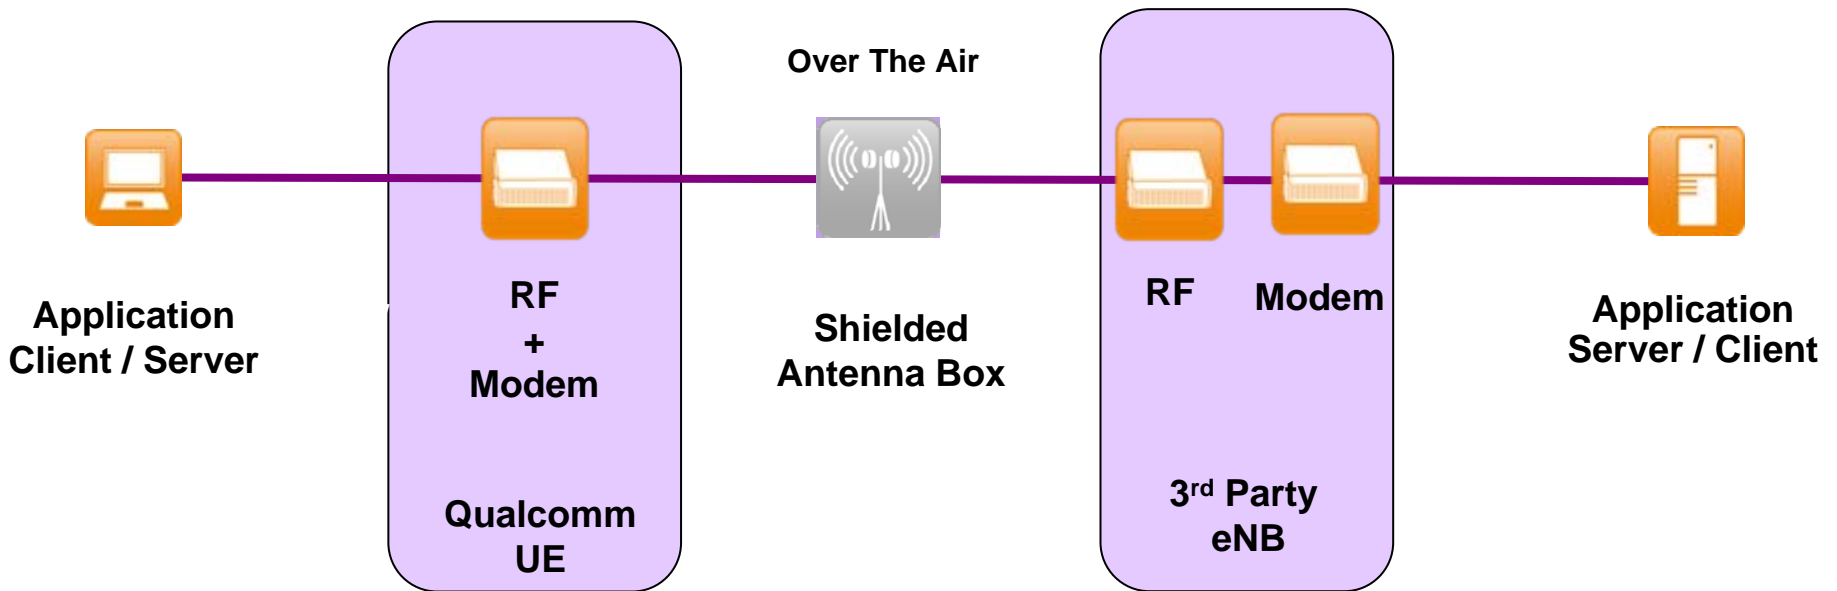 Over The Air
Application
Client / Server
RF
+
Modem
Qualcomm
UE
Shielded
Antenna Box
RF
Modem
3rd Party
eNB
Application
Server / Client